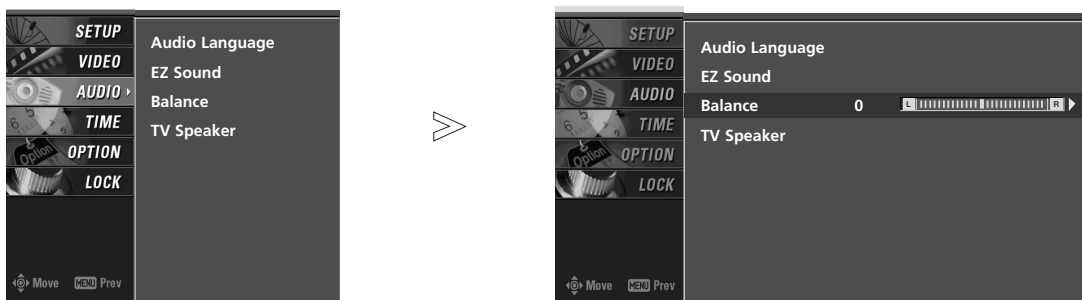 SETUP
VIDEO
AUDIO
TIME
OPTION
LOCK
Move MENU Prev
Audio Language
EZ Sound
Balance
TV Speaker
SETUP
VIDEO
AUDIO
TIME
OPTION
LOCK
Move MENU Prev
Audio Language
EZ Sound
Balance 0 L R
TV Speaker